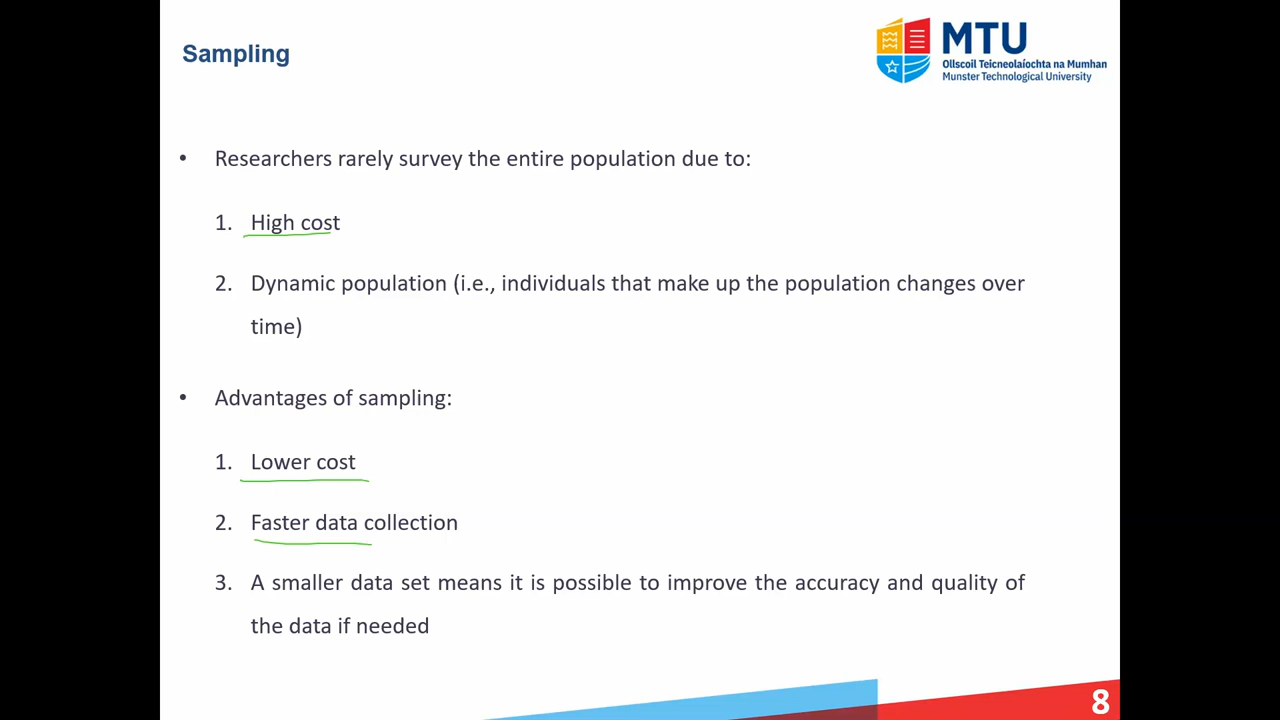 Sampling
MTU
Ollscoil Teicneolaíochta na Mumhan
Munster Technological University
• Researchers rarely survey the entire population due to:
1. High cost
2. Dynamic population (i.e., individuals that make up the population changes over
time)
• Advantages of sampling:
1. Lower cost
2. Faster data collection
3. A smaller data set means it is possible to improve the accuracy and quality of
the data if needed
8